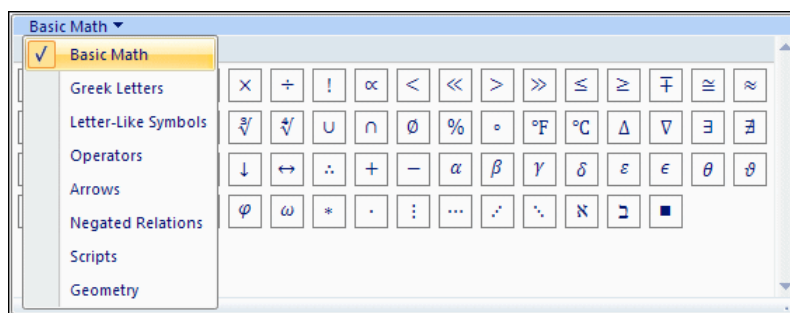 Basic Math
Basic Math
Greek Letters
Letter-Like Symbols
Operators
Arrows
Negated Relations
Scripts
Geometry
× ÷ ! ∝ < ≪ > ≫ ≤ ≥ ∓ ≅ ≈
∛ ∜ ∪ ∩ ∅ % ° °F °C ∆ ∇ ∃ ∄
↓ ↔ ∴ + − α β γ δ ε ϵ θ ϑ
φ ω ∗ ∙ ⋮ ⋯ ⋰ ⋱ ℵ ℶ ∎